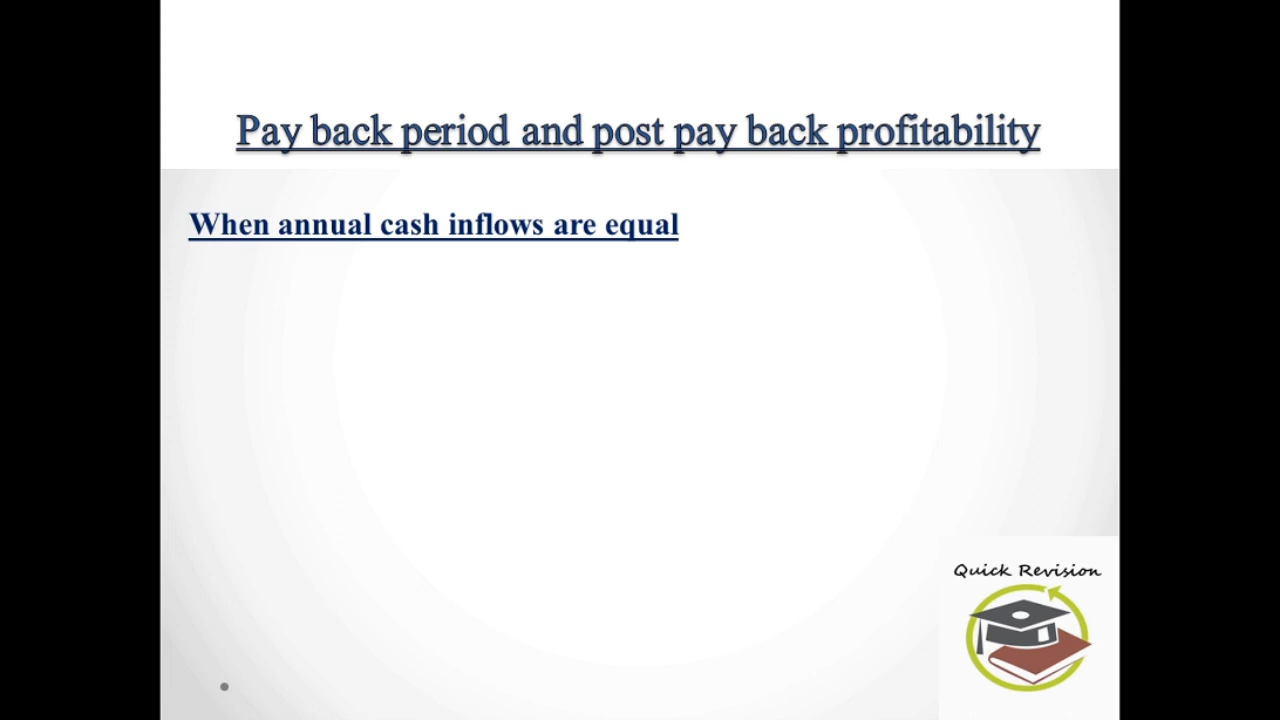 Pay back period and post pay back profitability
When annual cash inflows are equal
Quick Revision